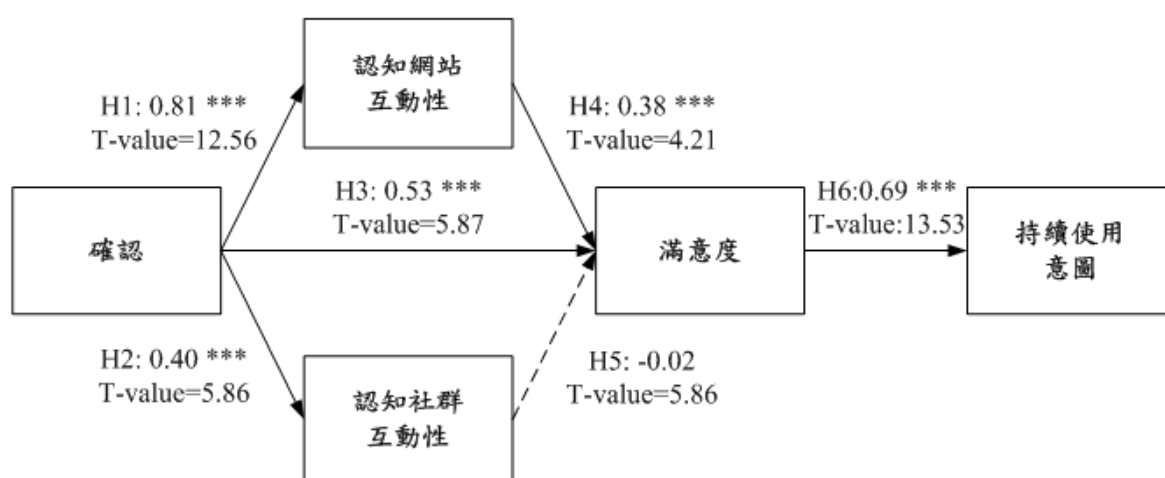 認知網站
互動性
H1: 0.81 ***
T-value=12.56
H4: 0.38 ***
T-value=4.21
H3: 0.53 ***
T-value=5.87
H6:0.69 ***
T-value:13.53
確認
滿意度
持續使用
意圖
H2: 0.40 ***
T-value=5.86
認知社群
互動性
H5: -0.02
T-value=5.86